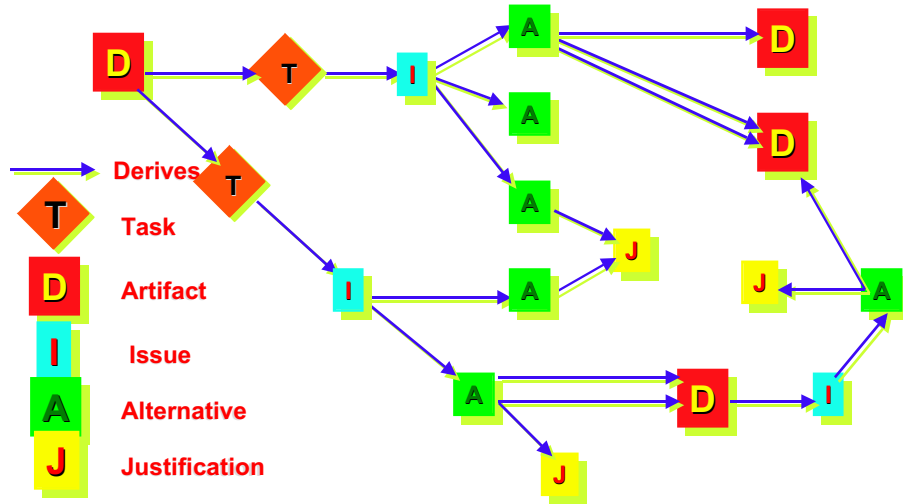 D
T
I
A
D
A
D
Derives
T
A
T
Task
J
D
Artifact
I
A
J
A
I
Issue
A
D
I
A
Alternative
J
Justification
J